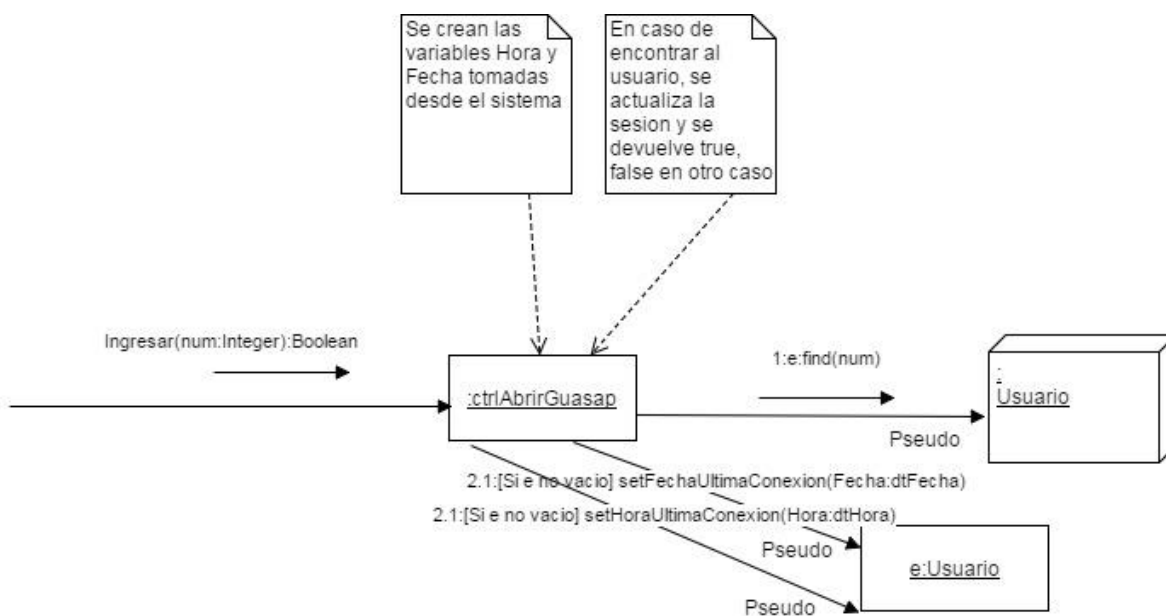 Se crean las
variables Hora y
Fecha tomadas
desde el sistema
En caso de
encontrar al
usuario, se
actualiza la
sesion y se
devuelve true,
false en otro caso
Ingresar(num:Integer):Boolean
:ctrlAbrirGuasap
1:e:find(num)
:
Usuario
Pseudo
2.1:[Si e no vacio] setFechaUltimaConexion(Fecha:dtFecha)
2.1:[Si e no vacio] setHoraUltimaConexion(Hora:dtHora)
Pseudo
e:Usuario
Pseudo